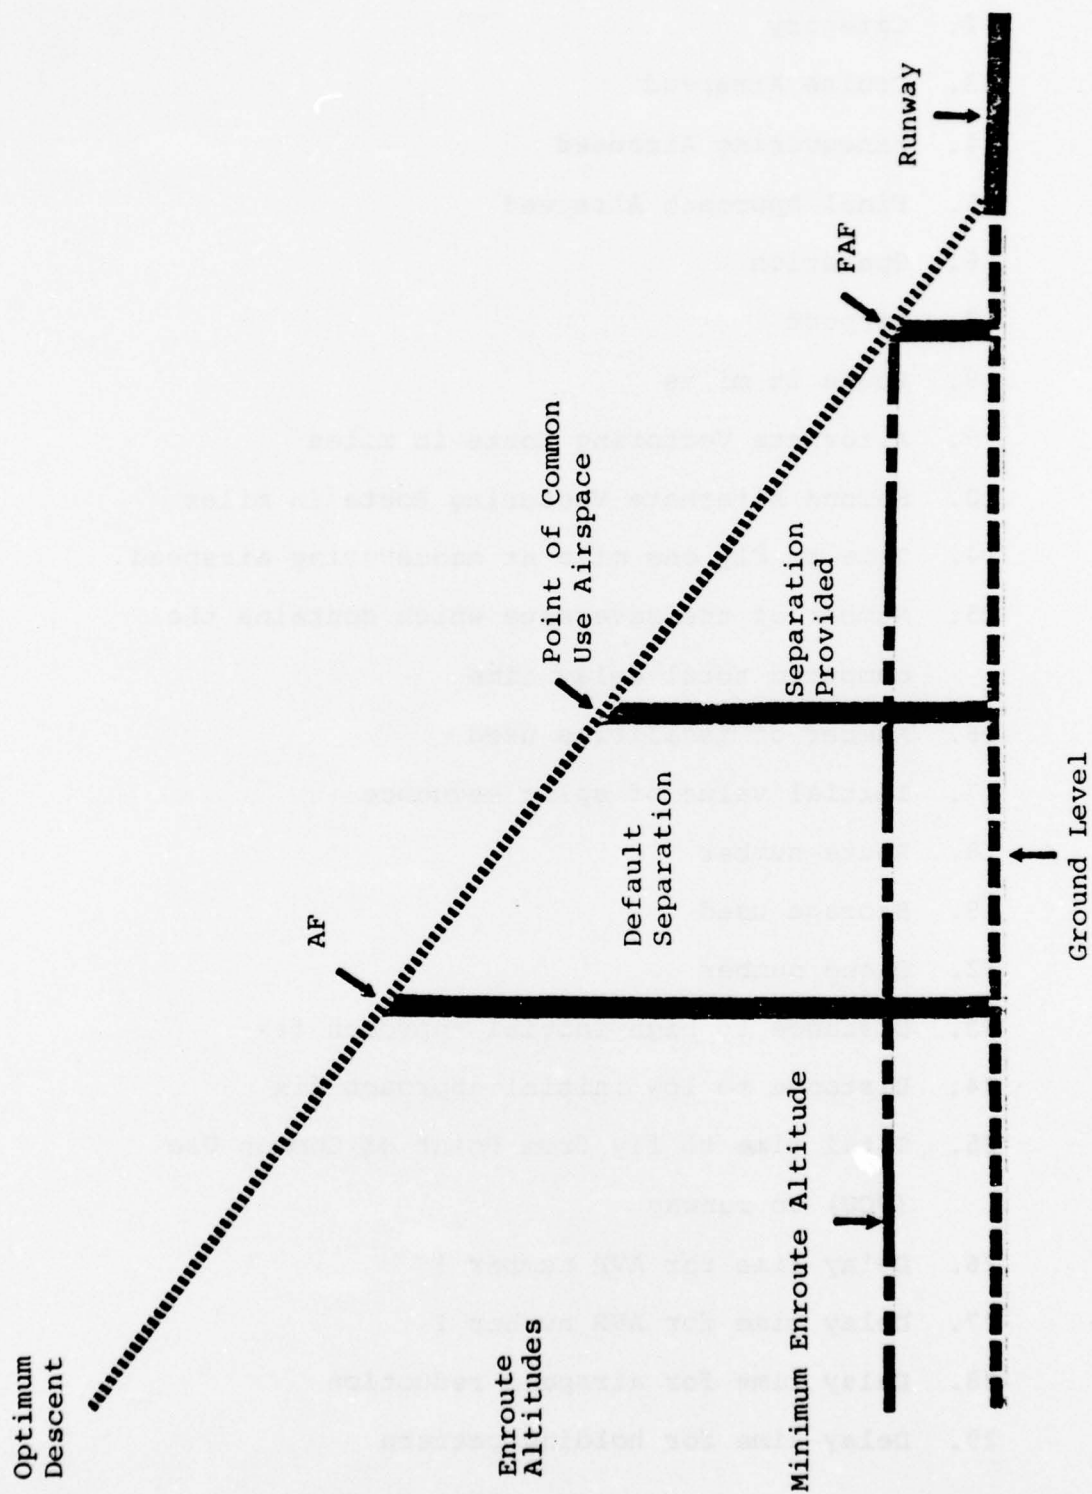 Optimum
Descent
AF
Point of Common
Use Airspace
FAF
Runway
Enroute
Altitudes
Default
Separation
Separation
Provided
Minimum Enroute Altitude
Ground Level